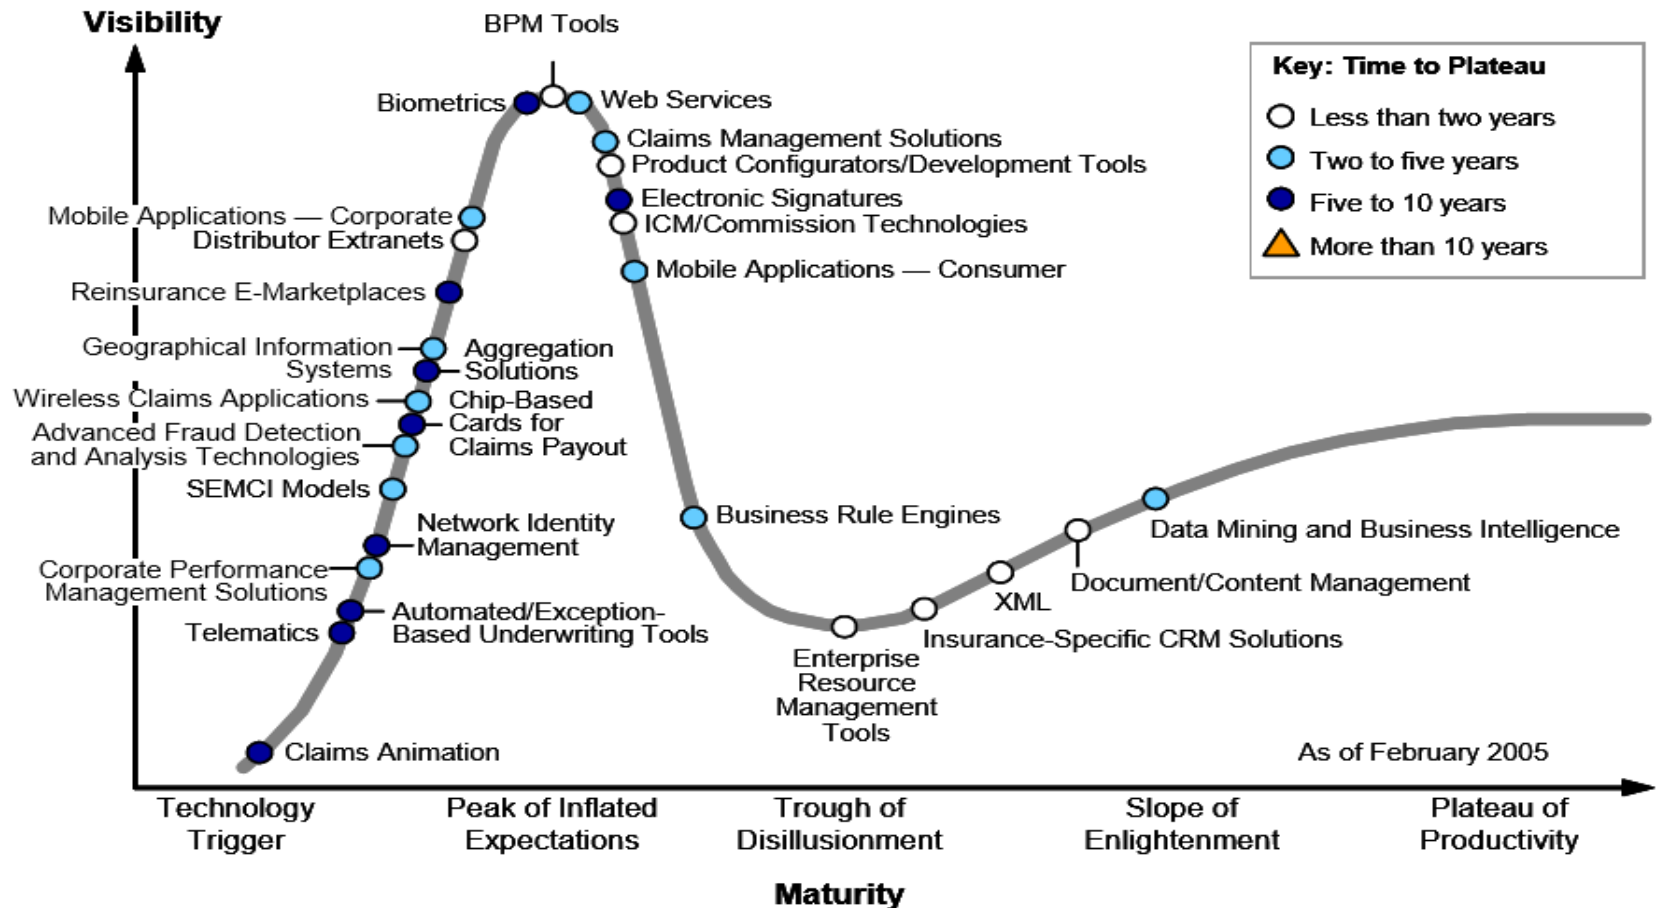 Visibility
BPM Tools
Key: Time to Plateau
Less than two years
Two to five years
Five to 10 years
More than 10 years
Biometrics
Web Services
Claims Management Solutions
Product Configurators/Development Tools
Electronic Signatures
ICM/Commission Technologies
Mobile Applications — Consumer
Mobile Applications — Corporate
Distributor Extranets
Reinsurance E-Marketplaces
Geographical Information
Systems
Aggregation
Solutions
Wireless Claims Applications
Chip-Based
Cards for
Claims Payout
Advanced Fraud Detection
and Analysis Technologies
SEMCI Models
Network Identity
Management
Corporate Performance
Management Solutions
Automated/Exception-
Based Underwriting Tools
Telematics
Claims Animation
Business Rule Engines
Enterprise
Resource
Management
Tools
Insurance-Specific CRM Solutions
XML
Document/Content Management
Data Mining and Business Intelligence
As of February 2005
Technology
Trigger
Peak of Inflated
Expectations
Trough of
Disillusionment
Slope of
Enlightenment
Plateau of
Productivity
Maturity